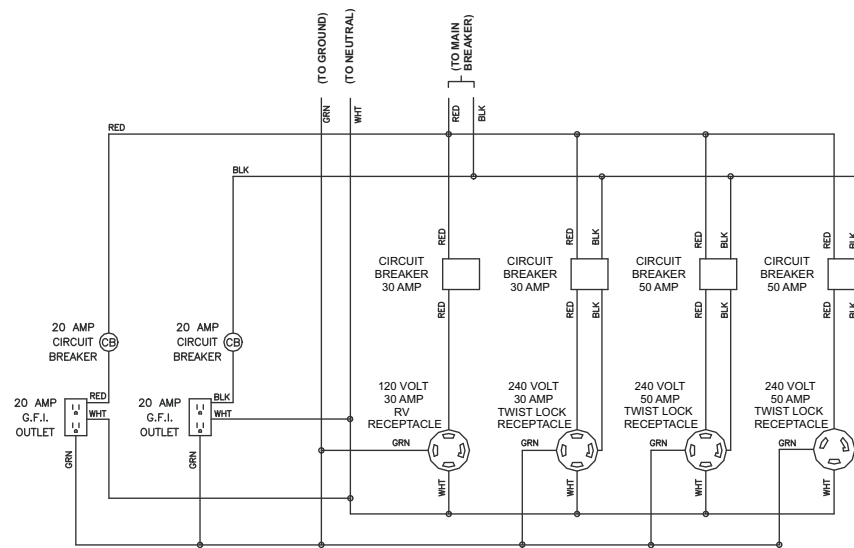 (TO GROUND)
(TO NEUTRAL)
(TO MAIN
BREAKER)
GRN
WHT
RED
BLK
RED
BLK
RED
RED
BLK
RED
BLK
RED
BLK
CIRCUIT
BREAKER
30 AMP
CIRCUIT
BREAKER
30 AMP
CIRCUIT
BREAKER
50 AMP
CIRCUIT
BREAKER
50 AMP
RED
RED
BLK
RED
BLK
RED
BLK
20 AMP
CIRCUIT
BREAKER
CB
20 AMP
CIRCUIT
BREAKER
CB
20 AMP
G.F.I.
OUTLET
RED
WHT
GRN
20 AMP
G.F.I.
OUTLET
BLK
WHT
GRN
120 VOLT
30 AMP
RV
RECEPTACLE
240 VOLT
30 AMP
TWIST LOCK
RECEPTACLE
240 VOLT
50 AMP
TWIST LOCK
RECEPTACLE
240 VOLT
50 AMP
TWIST LOCK
RECEPTACLE
GRN
GRN
GRN
GRN
WHT
WHT
WHT
WHT